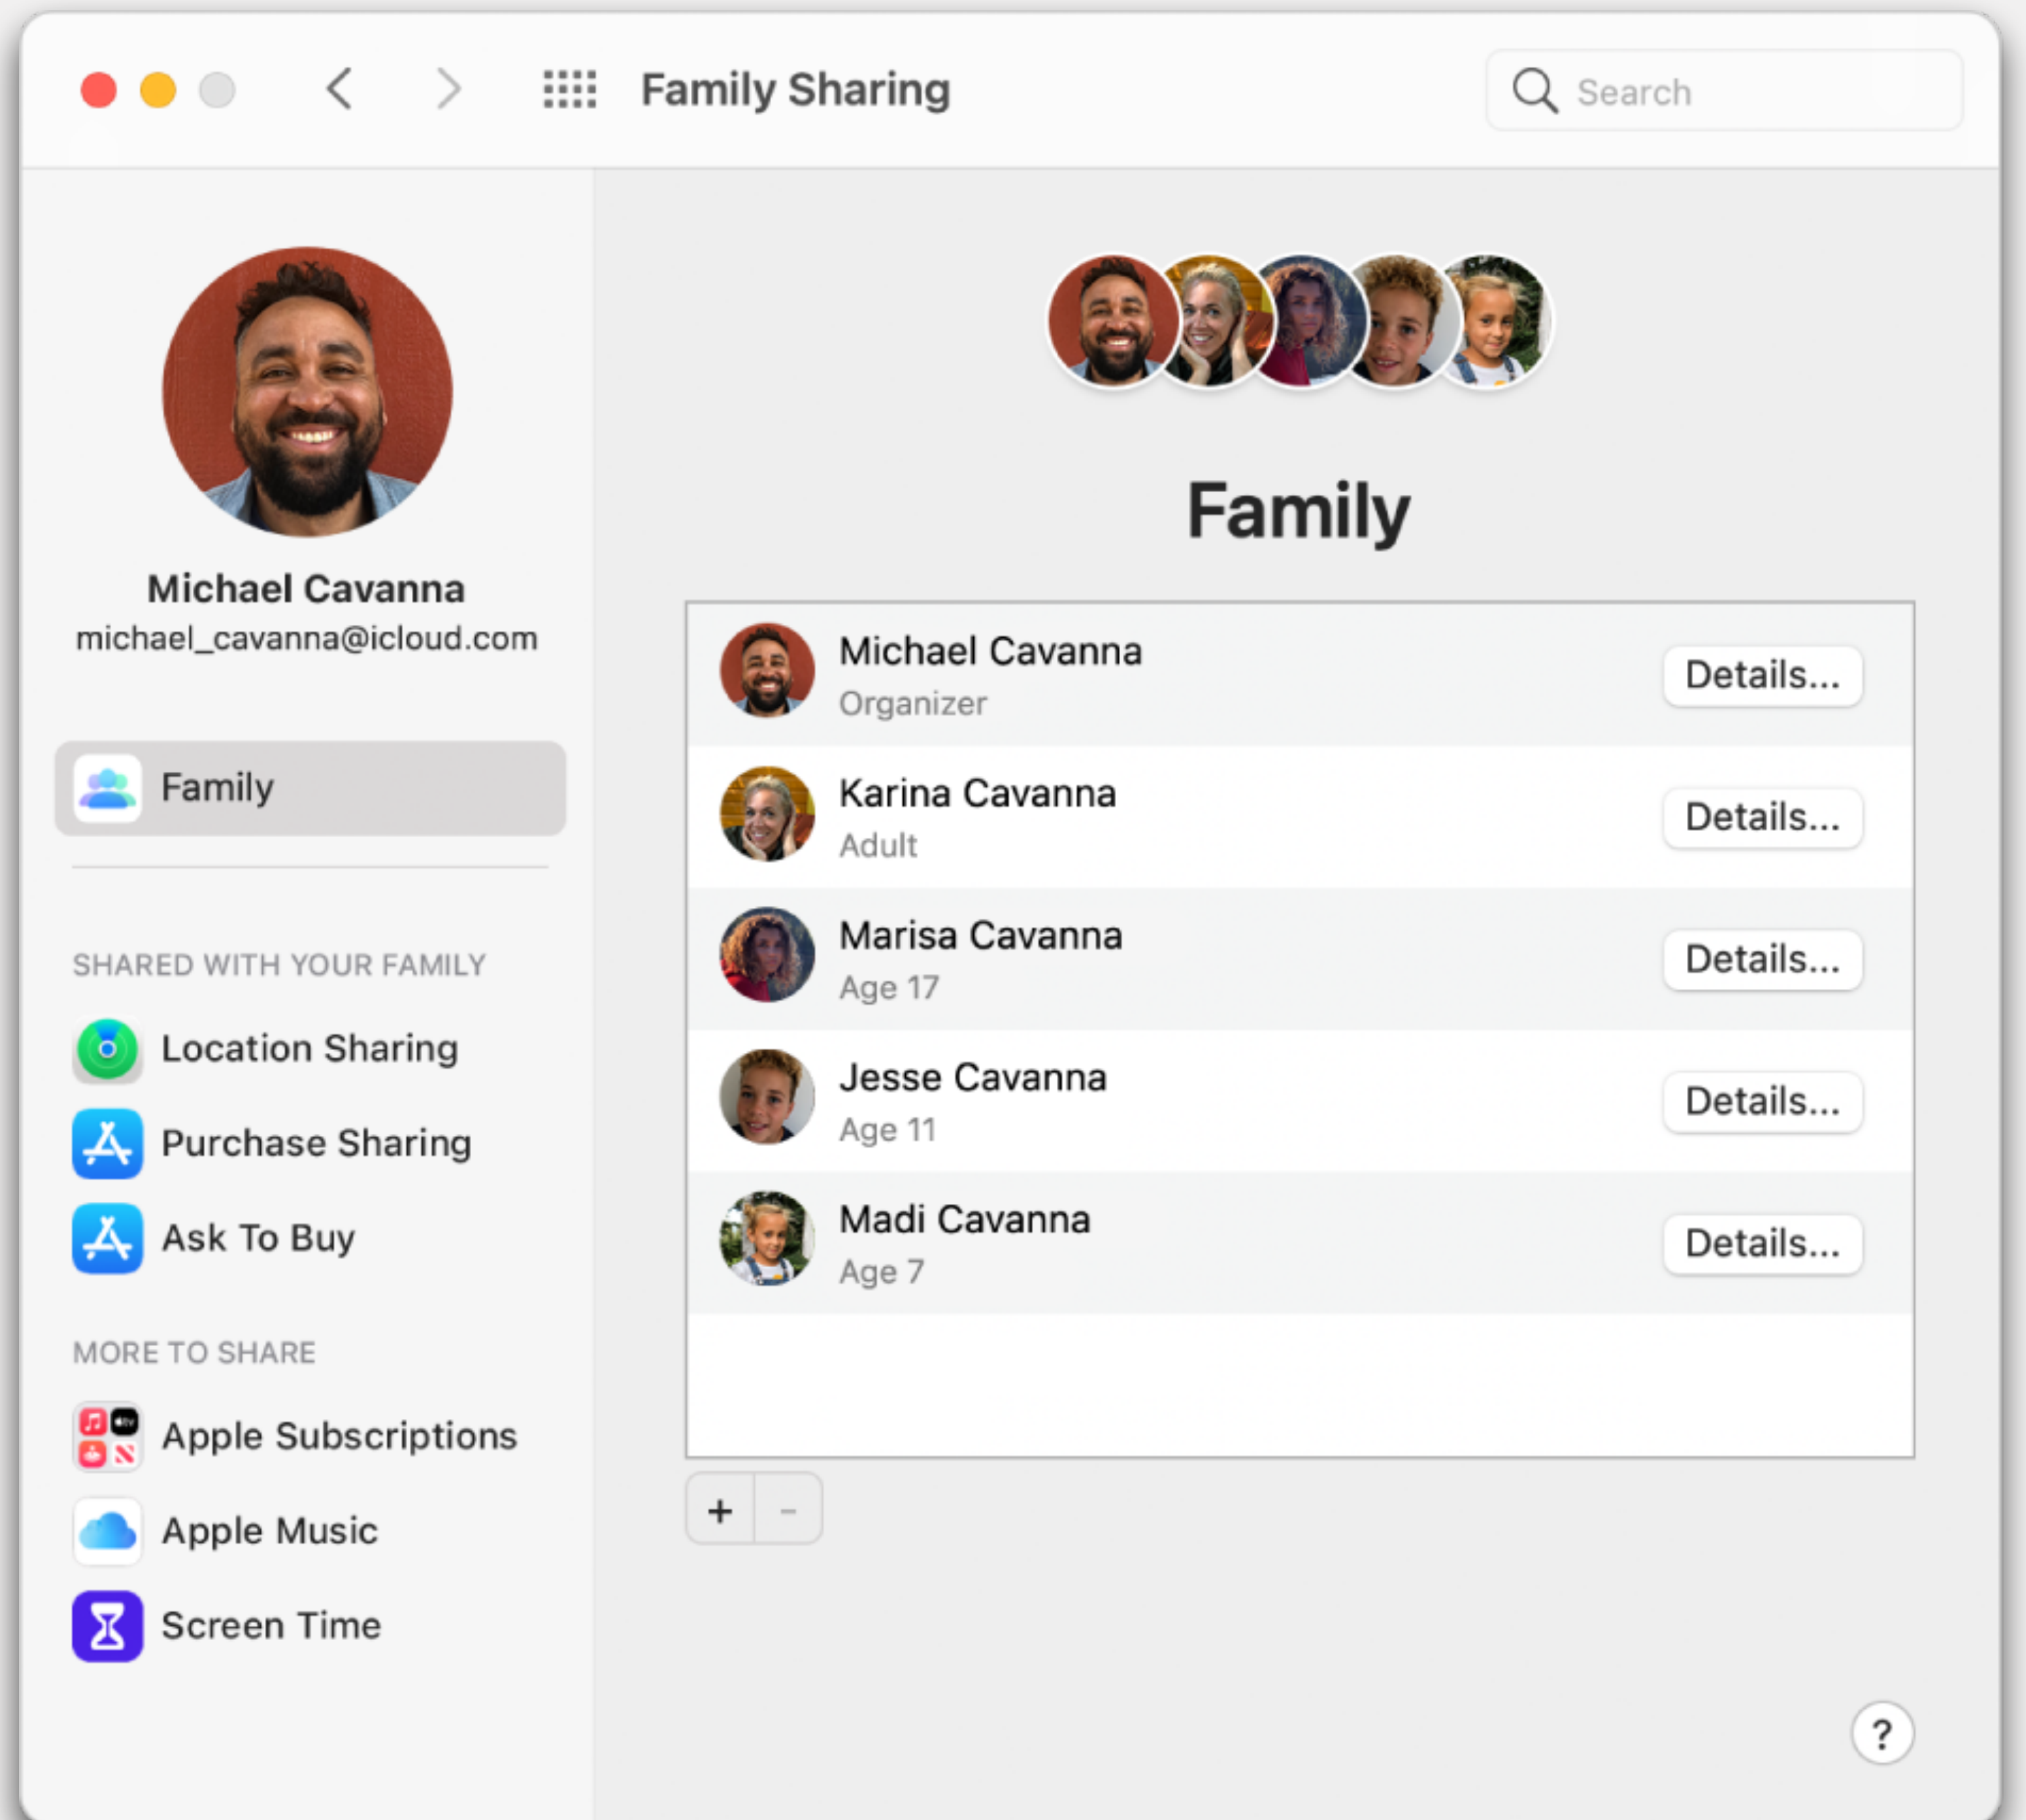 Family Sharing
Search
Michael Cavanna
michael_cavanna@icloud.com
Family
SHARED WITH YOUR FAMILY
Location Sharing
Purchase Sharing
Ask To Buy
MORE TO SHARE
Apple Subscriptions
Apple Music
Screen Time
Family
Michael Cavanna
Organizer
Details...
Karina Cavanna
Adult
Details...
Marisa Cavanna
Age 17
Details...
Jesse Cavanna
Age 11
Details...
Madi Cavanna
Age 7
Details...
+ -
?